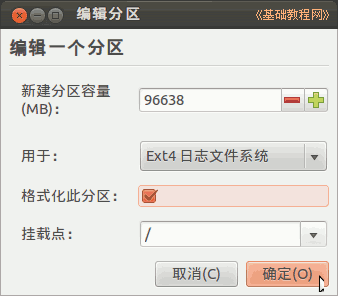 编辑分区
《基础教程网》
编辑一个分区
新建分区容量
(MB)：
96638
用于：
Ext4 日志文件系统
格式化此分区：
挂载点：
/
取消(C)
确定(O)